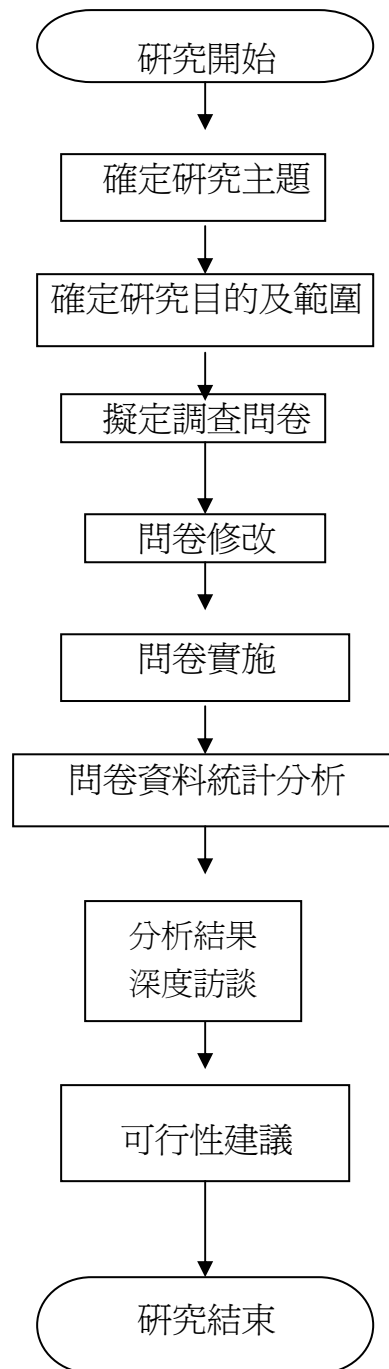 研究開始
確定研究主題
確定研究目的及範圍
擬定調查問卷
問卷修改
問卷實施
問卷資料統計分析
分析結果
深度訪談
可行性建議
研究結束